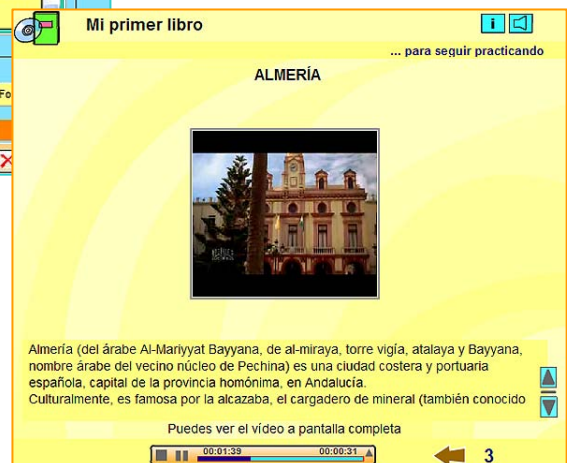 Mi primer libro
i
... para seguir practicando
ALMERÍA
Fo
Almería (del árabe Al-Mariyyat Bayyana, de al-miraya, torre vigía, atalaya y Bayyana,
nombre árabe del vecino núcleo de Pechina) es una ciudad costera y portuaria
española, capital de la provincia homónima, en Andalucía.
Culturalmente, es famosa por la alcazaba, el cargadero de mineral (también conocido
Puedes ver el vídeo a pantalla completa
00:01:39 00:00:31
3